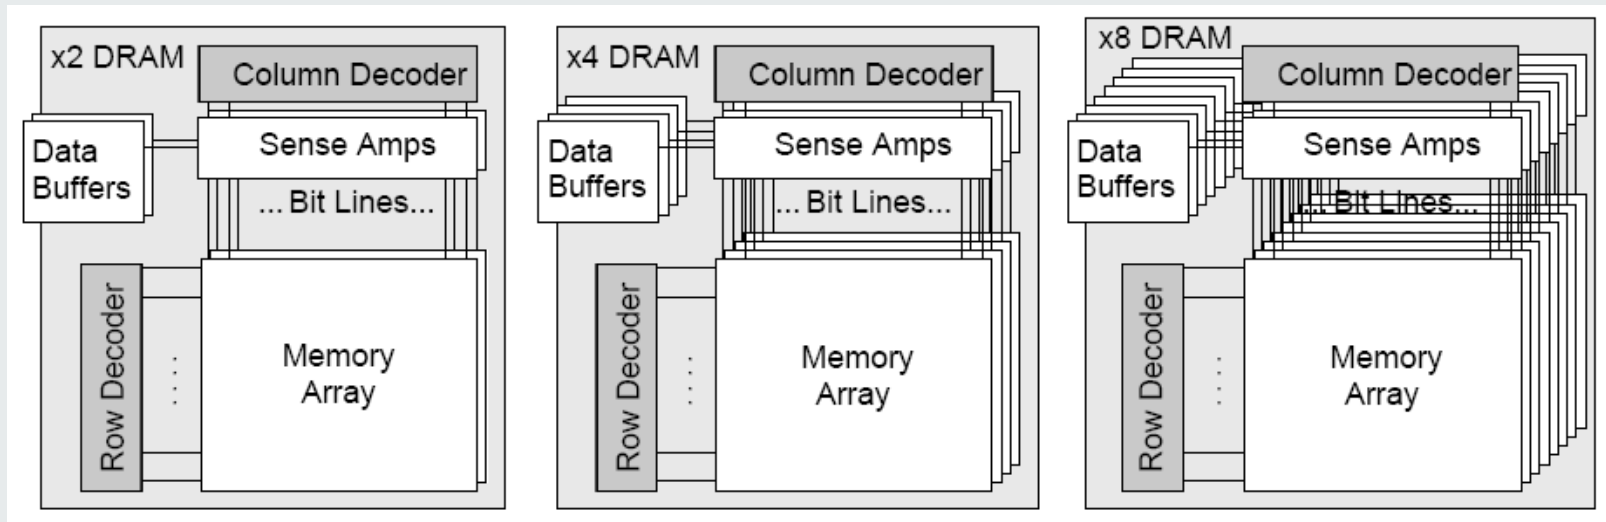 x2 DRAM
Column Decoder
Data
Buffers
Sense Amps
... Bit Lines...
Row Decoder
. . . .
Memory
Array
x4 DRAM
Column Decoder
Data
Buffers
Sense Amps
... Bit Lines...
Row Decoder
. . . .
Memory
Array
x8 DRAM
Column Decoder
Data
Buffers
Sense Amps
... Bit Lines...
Row Decoder
. . . .
Memory
Array